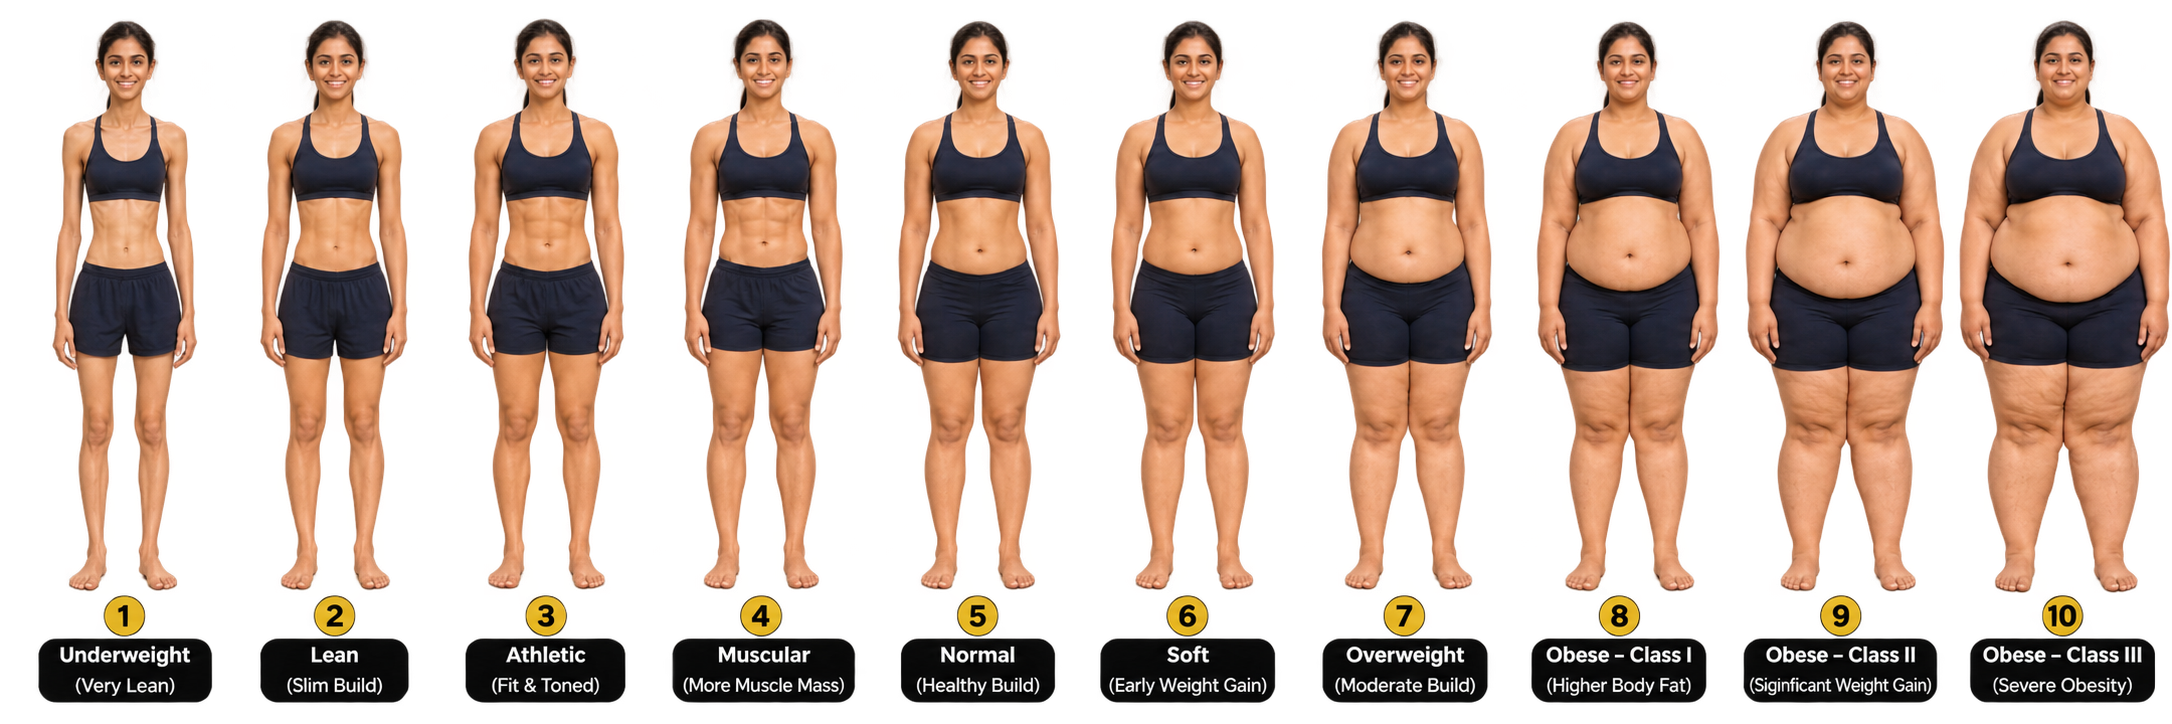 1
Underweight
(Very Lean)
2
Lean
(Slim Build)
3
Athletic
(Fit & Toned)
4
Muscular
(More Muscle Mass)
5
Normal
(Healthy Build)
6
Soft
(Early Weight Gain)
7
Overweight
(Moderate Build)
8
Obese – Class I
(Higher Body Fat)
9
Obese – Class II
(Siginficant Weight Gain)
10
Obese – Class III
(Severe Obesity)